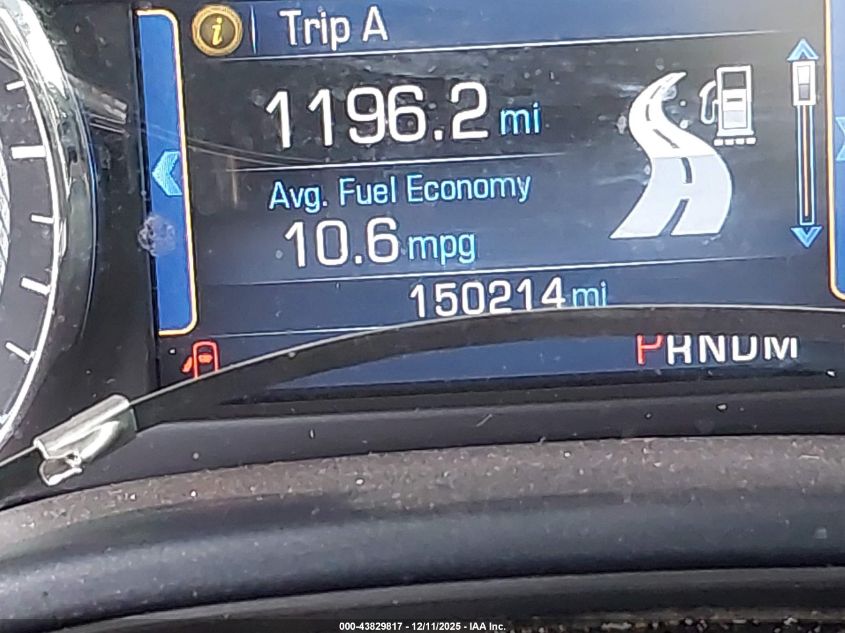 Trip A
1196.2 mi
Avg. Fuel Economy
10.6 mpg
150214 mi
PRNDM
000-43829817 - 12/11/2025 - IAA Inc.